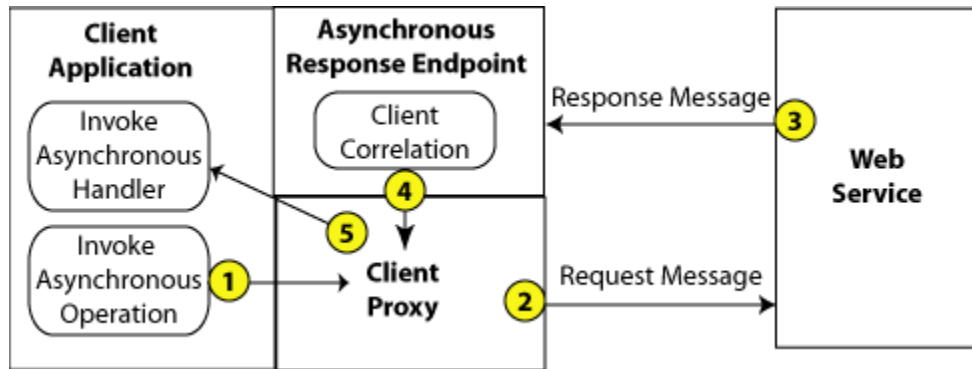 Client
Application
Invoke
Asynchronous
Handler
Invoke
Asynchronous
Operation
1
Asynchronous
Response Endpoint
Client
Correlation
4
5
Client
Proxy
2
Response Message
3
Request Message
Web
Service